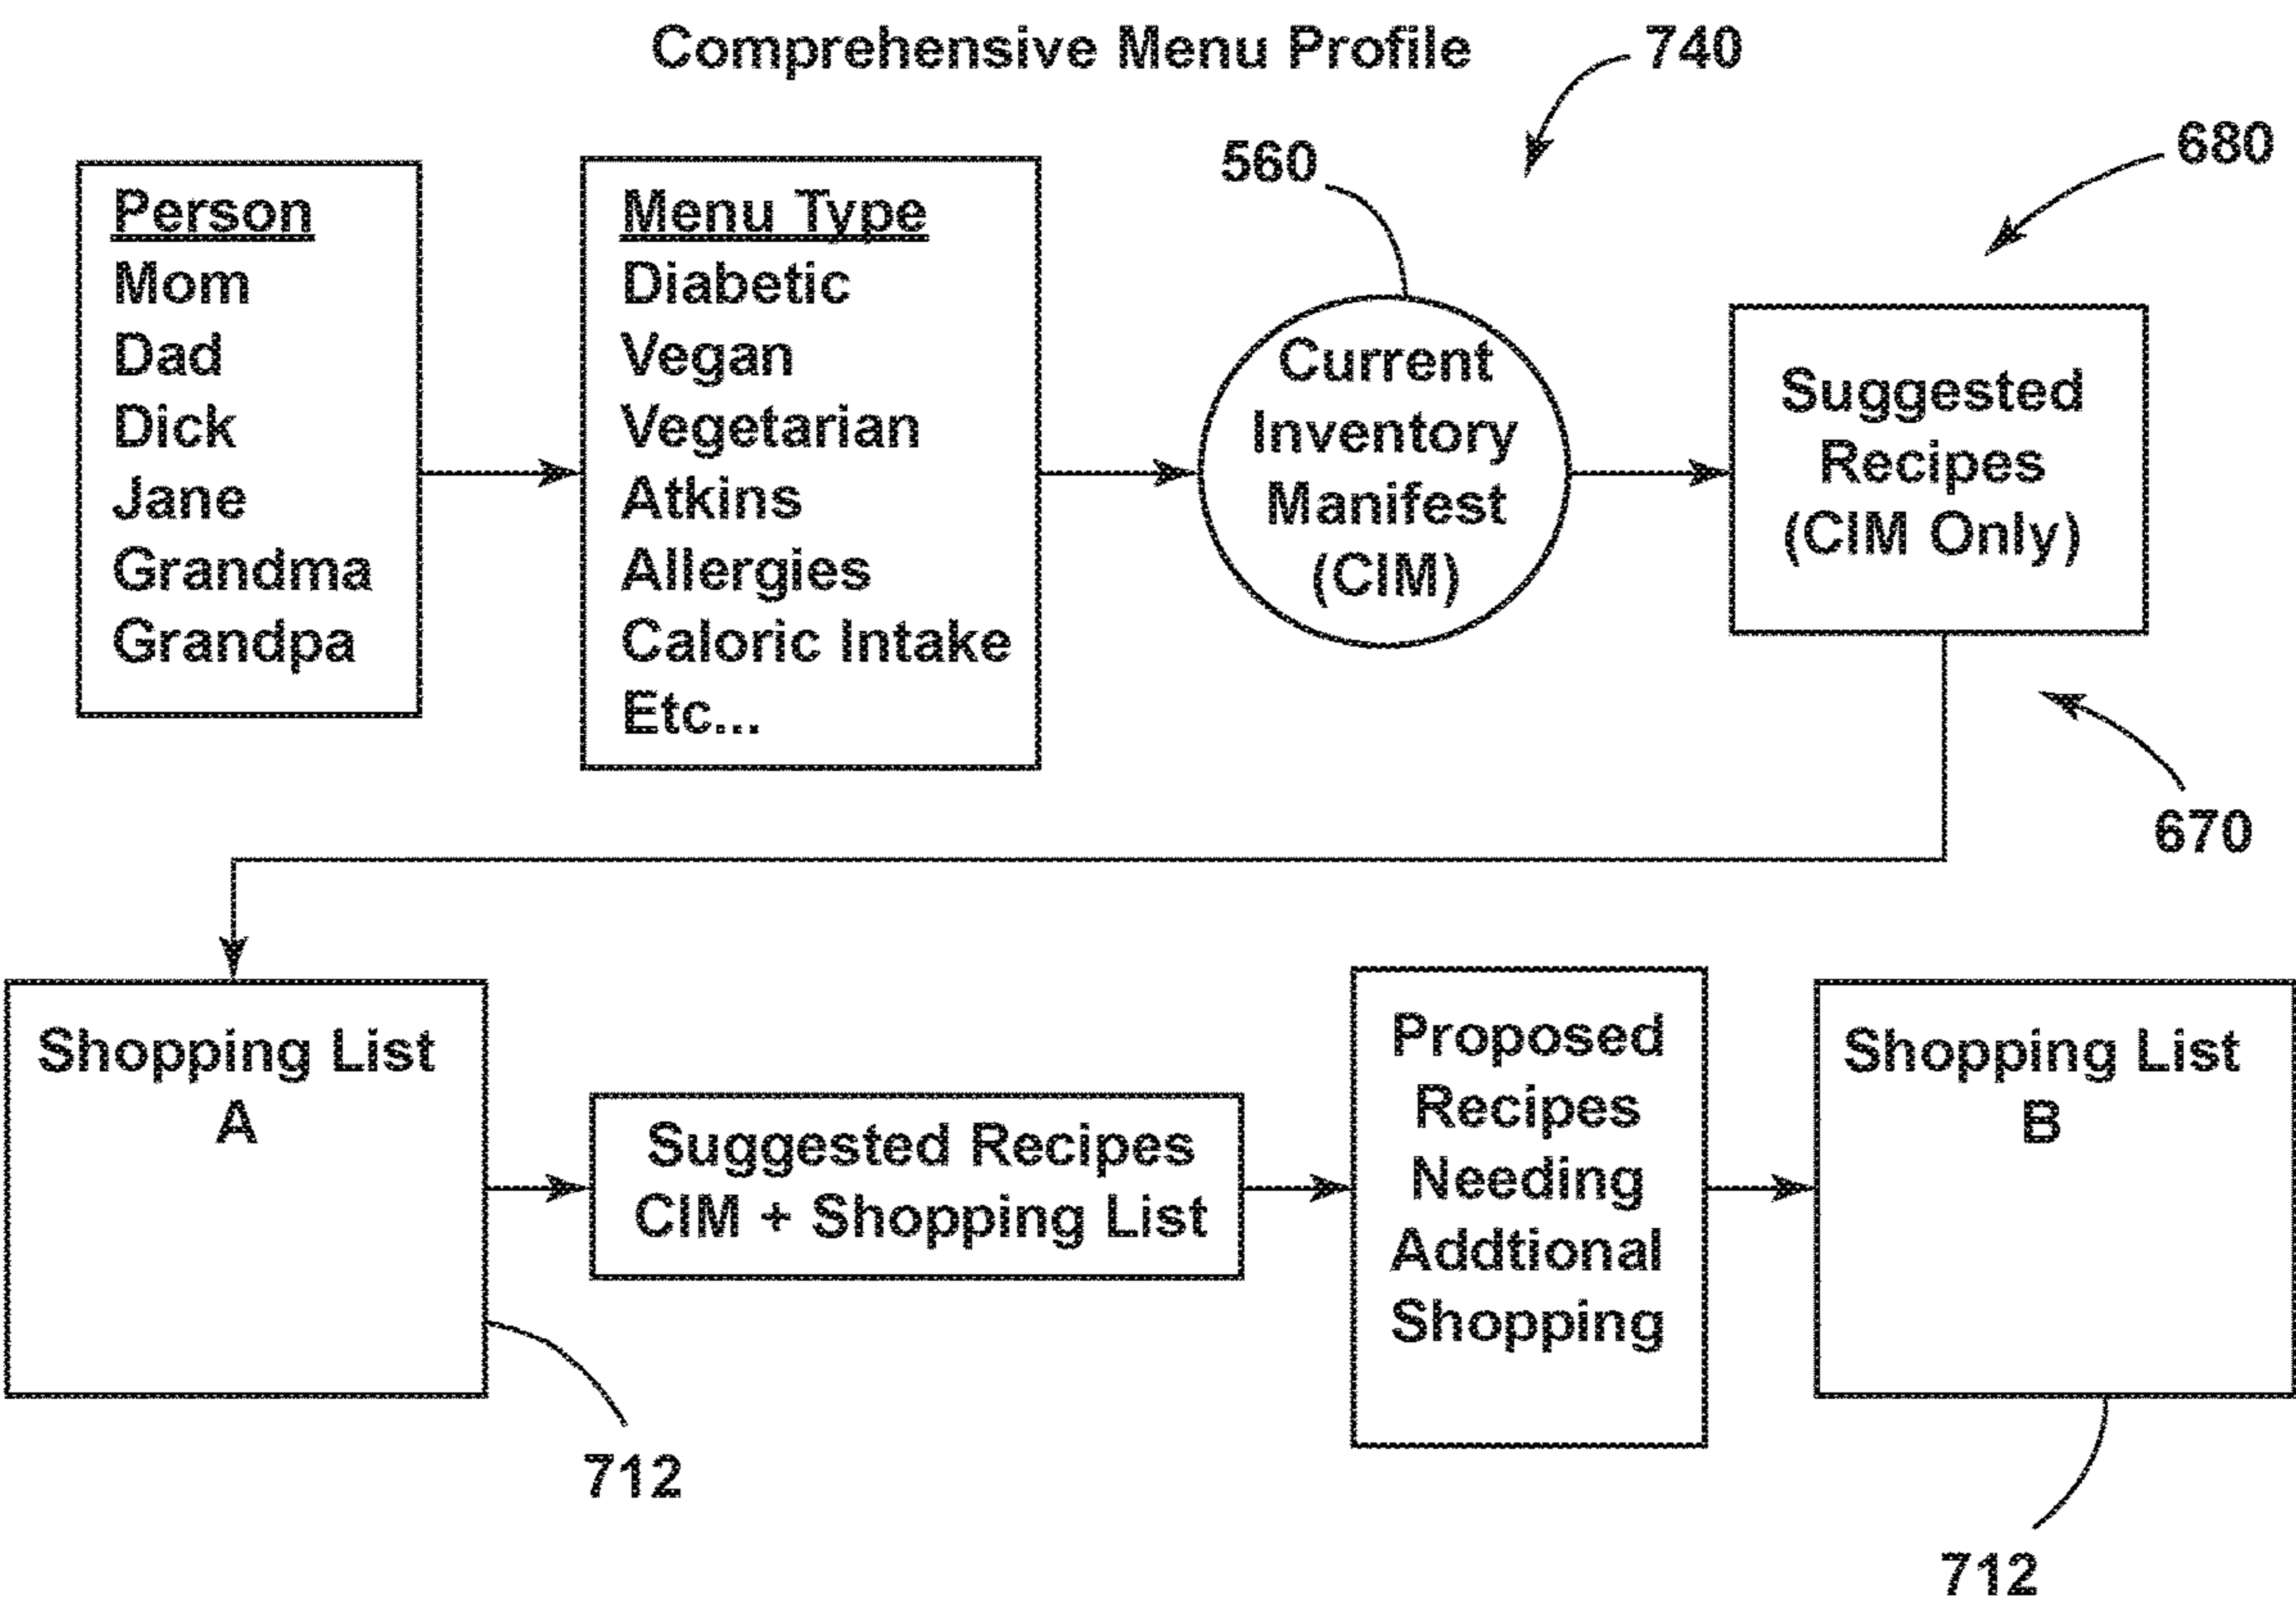 Comprehensive Menu Profile
740
560
680
Person
Mom
Dad
Dick
Jane
Grandma
Grandpa
Menu Type
Diabetic
Vegan
Vegetarian
Atkins
Allergies
Caloric Intake
Etc...
Current
Inventory
Manifest
(CIM)
Suggested
Recipes
(CIM Only)
670
Shopping List
A
712
Suggested Recipes
CIM + Shopping List
Proposed
Recipes
Needing
Addtional
Shopping
Shopping List
B
712